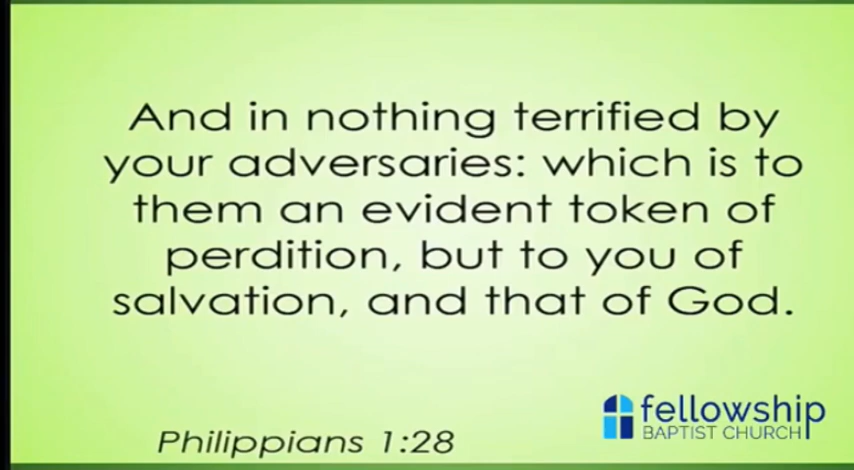 And in nothing terrified by
your adversaries: which is to
them an evident token of
perdition, but to you of
salvation, and that of God.
Philippians 1:28
fellowship
BAPTIST CHURCH